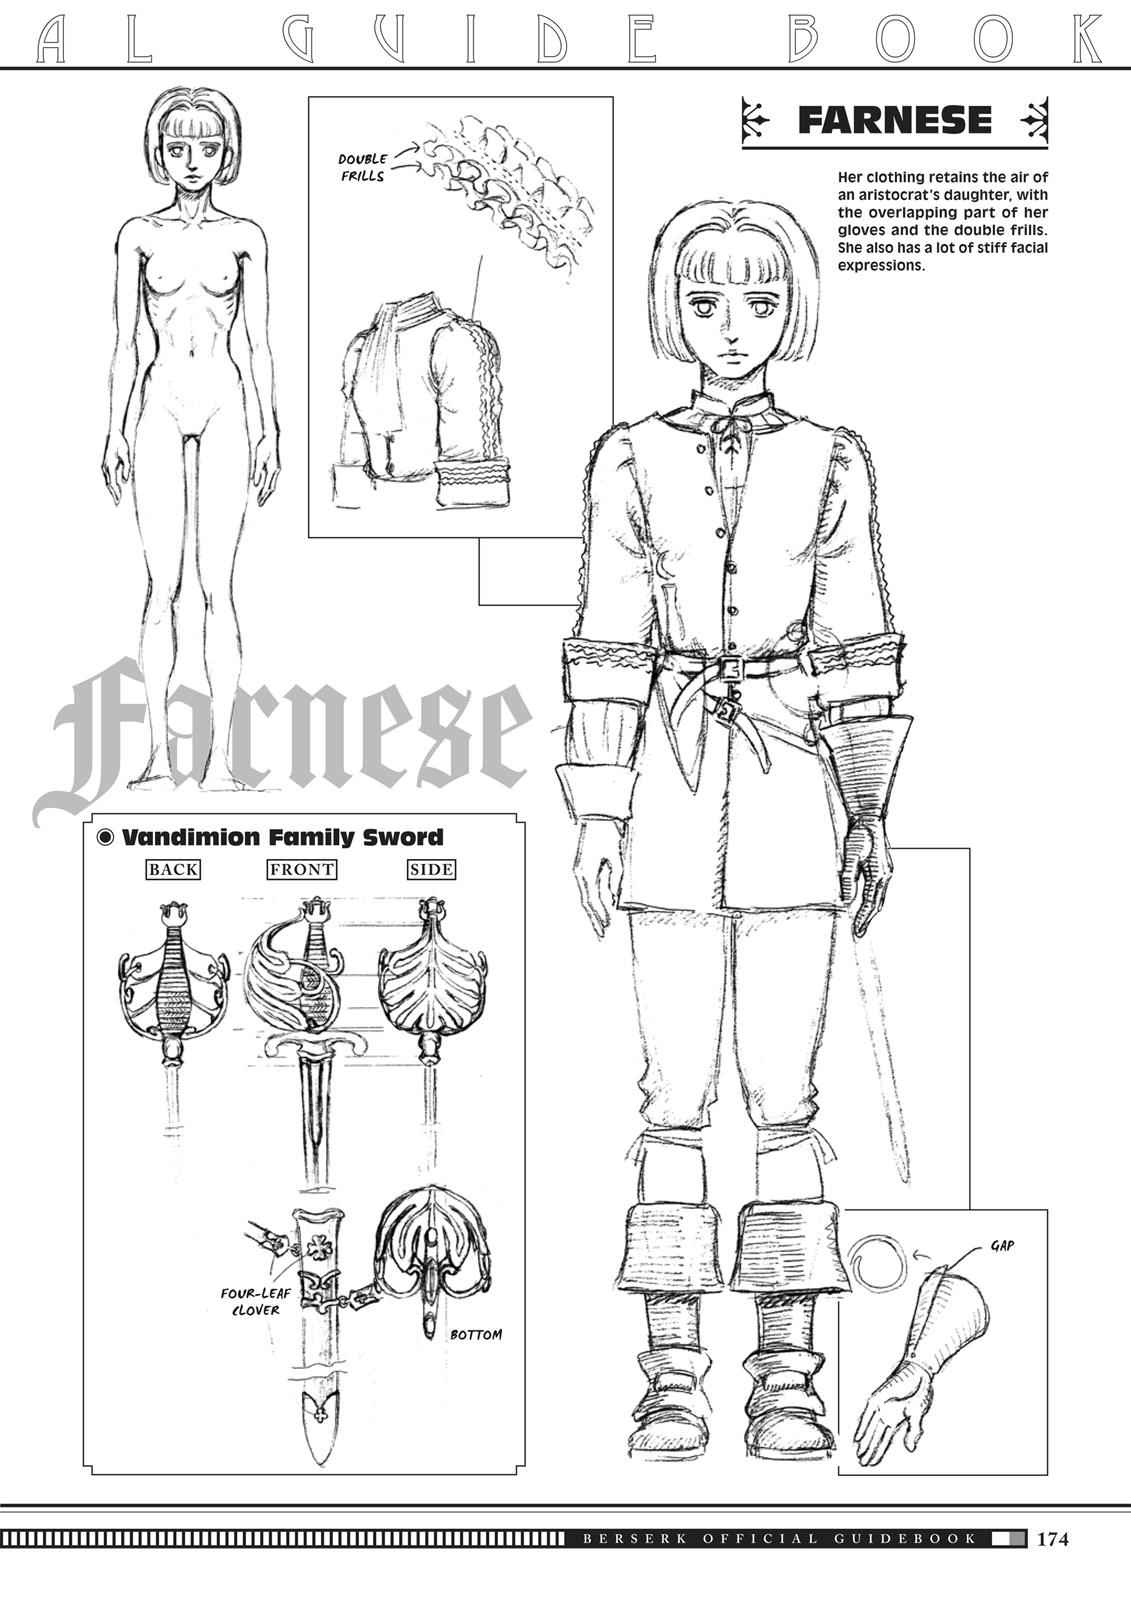 AL GUIDE BOOK
FARNESE
Her clothing retains the air of
an aristocrat's daughter, with
the overlapping part of her
gloves and the double frills.
She also has a lot of stiff facial
expressions.
DOUBLE
FRILLS
Farnese
Vandimion Family Sword
BACK
FRONT
SIDE
FOUR-LEAF
CLOVER
BOTTOM
GAP
BERSERK OFFICIAL GUIDEBOOK
174